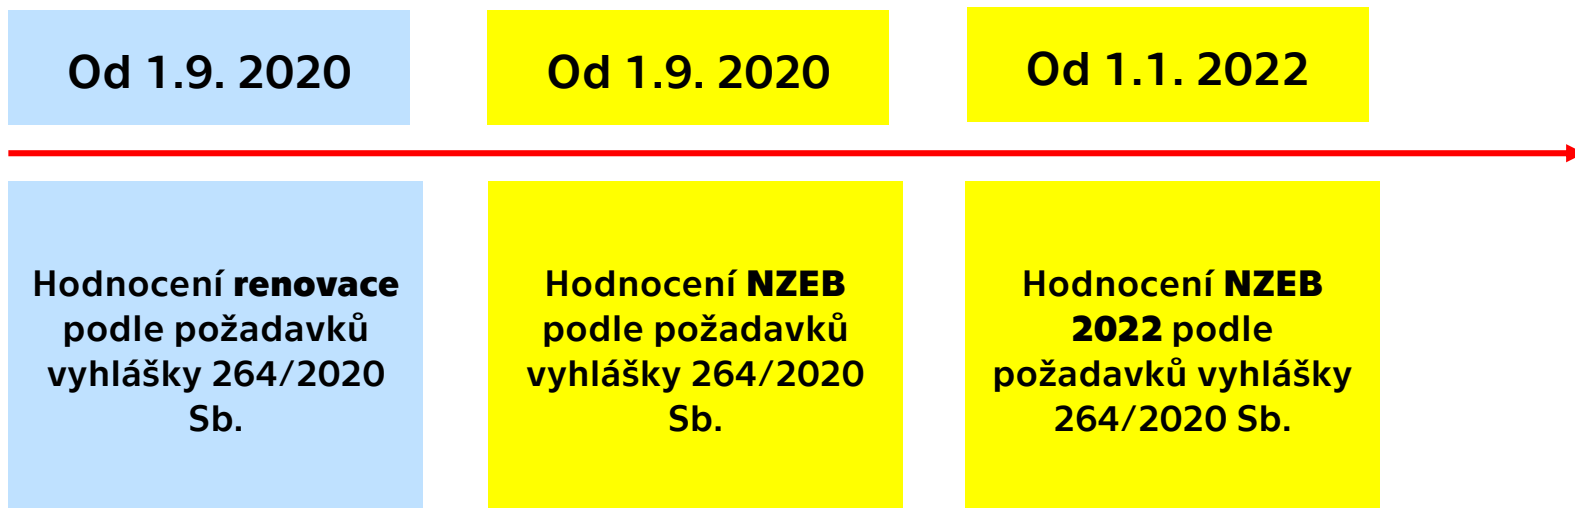 Od 1.9. 2020
Od 1.9. 2020
Od 1.1. 2022
Hodnocení renovace
podle požadavků
vyhlášky 264/2020
Sb.
Hodnocení NZEB
podle požadavků
vyhlášky 264/2020
Sb.
Hodnocení NZEB
2022 podle
požadavků vyhlášky
264/2020 Sb.